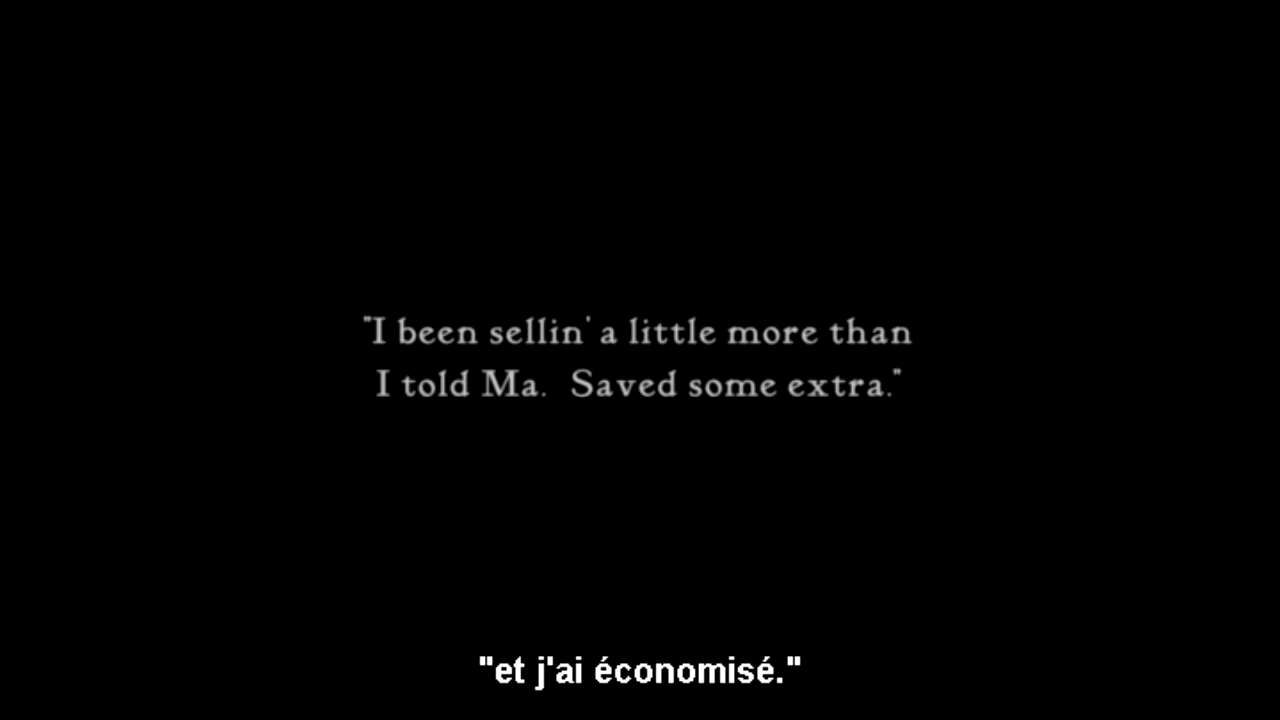 "I been sellin' a little more than
I told Ma.  Saved some extra."
"et j'ai économisé."